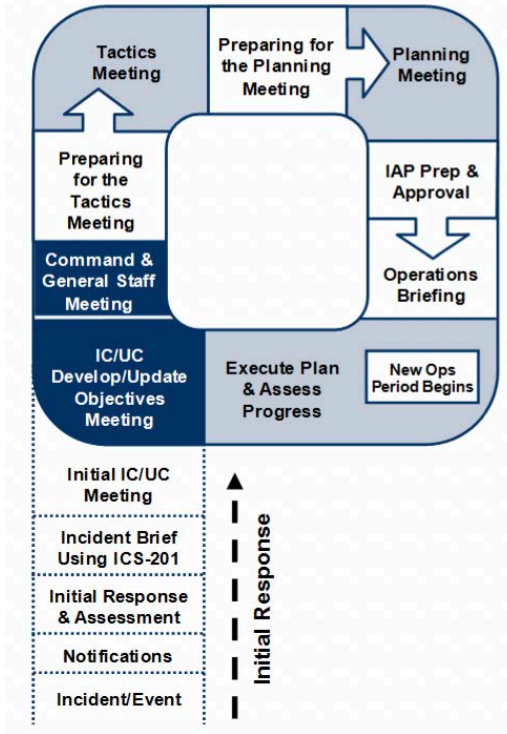 Tactics
Meeting
Preparing for
the Planning
Meeting
Planning
Meeting
Preparing
for the
Tactics
Meeting
IAP Prep &
Approval
Command &
General Staff
Meeting
Operations
Briefing
IC/UC
Develop/Update
Objectives
Meeting
Execute Plan
& Assess
Progress
New Ops
Period Begins
Initial IC/UC
Meeting
Incident Brief
Using ICS-201
Initial Response
& Assessment
Notifications
Incident/Event
Initial Response